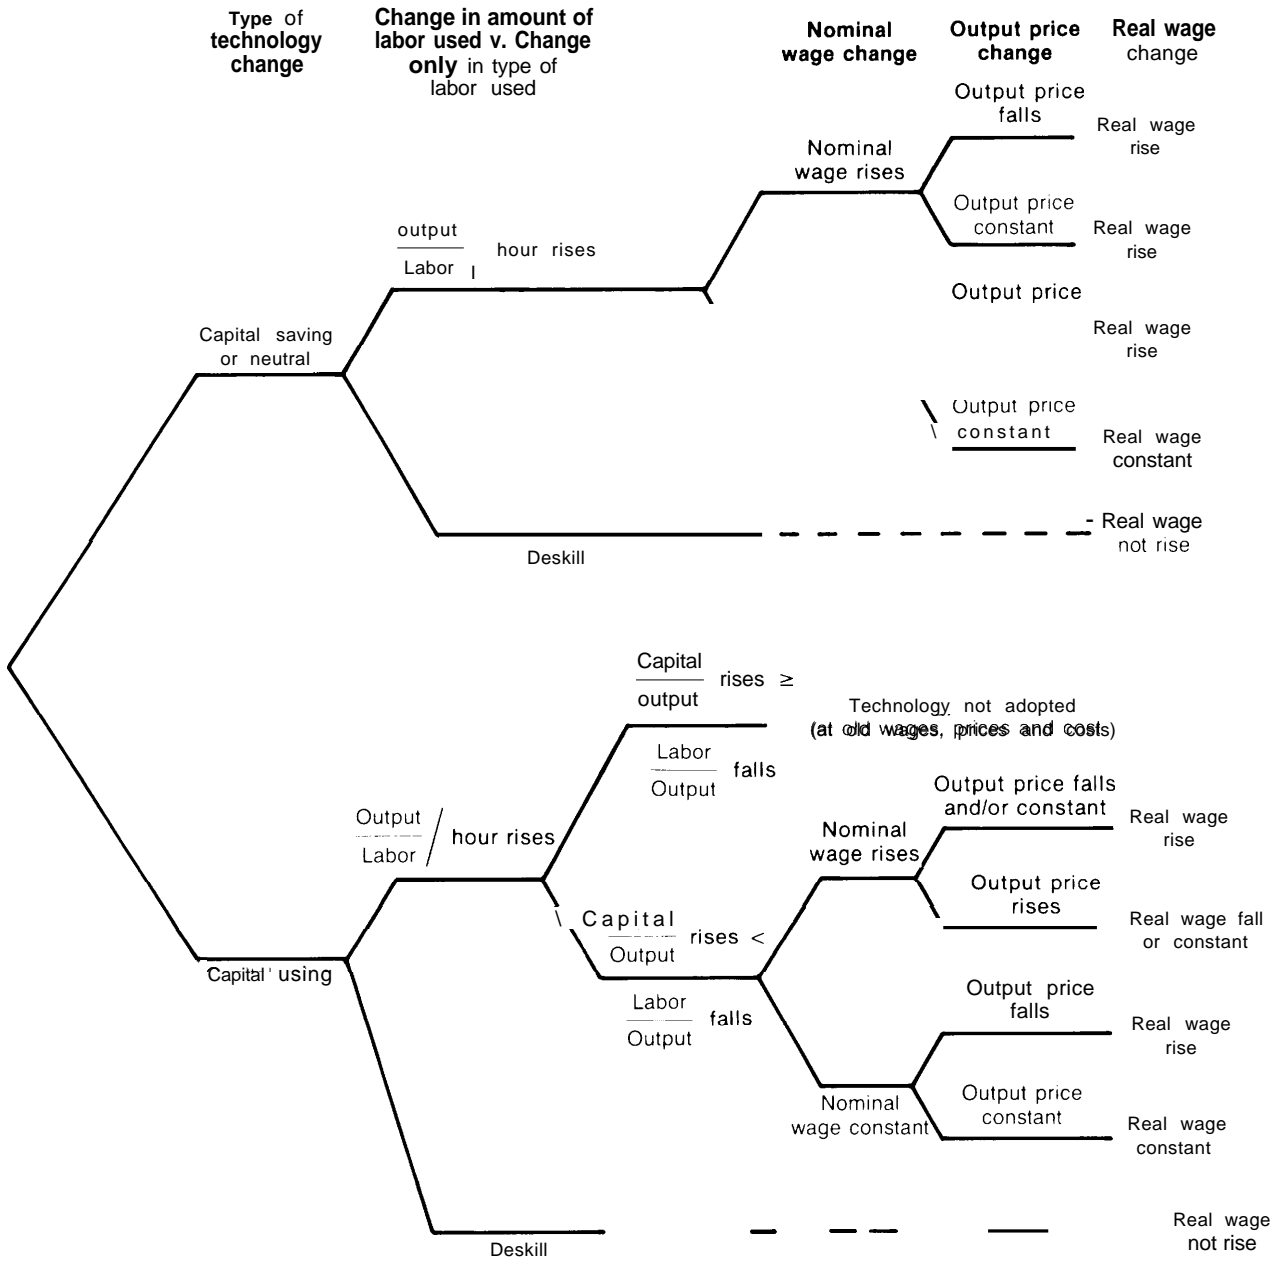 Type of
technology
change
Change in amount of
labor used v. Change
only in type of
labor used
Nominal
wage change
Output price
change
Real wage
change
Output price
falls
Real wage
rise
Nominal
wage rises
Output price
constant
Real wage
rise
output
Labor
hour rises
Output price
Real wage
rise
Capital saving
or neutral
Output price
constant
Real wage
constant
Real wage
not rise
Deskill
Capital
output
rises ≥
Technology not adopted
(at old wages, prices and costs)
Labor
Output
falls
Output price falls
and/or constant
Real wage
rise
Output
Labor
/
hour rises
Nominal
wage rises
Output price
rises
Real wage fall
or constant
Capital
Output
rises <
Capital using
Labor
Output
falls
Output price
falls
Real wage
rise
Nominal
wage constant
Output price
constant
Real wage
constant
Deskill
Real wage
not rise